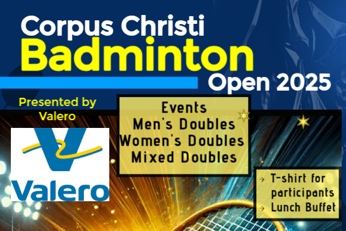 Corpus Christi
Badminton
Open 2025
Presented by
Valero
Valero
Events
Men's Doubles
Women's Doubles
Mixed Doubles
T-shirt for
participants
Lunch Buffet